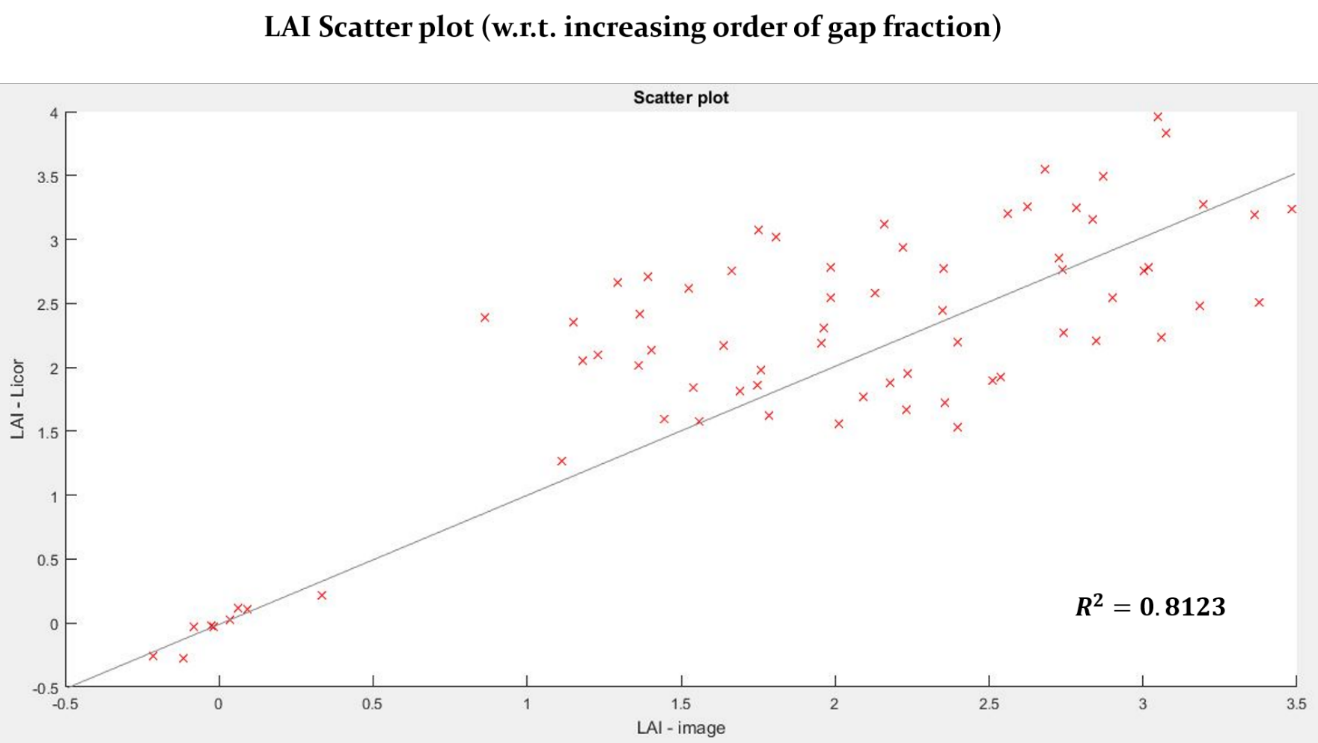 LAI Scatter plot (w.r.t. increasing order of gap fraction)
Scatter plot
4
3.5
3
2.5
2
1.5
1
0.5
0
-0.5
LAI - Licor
R² = 0.8123
-0.5 0 0.5 1 1.5 2 2.5 3 3.5
LAI - image